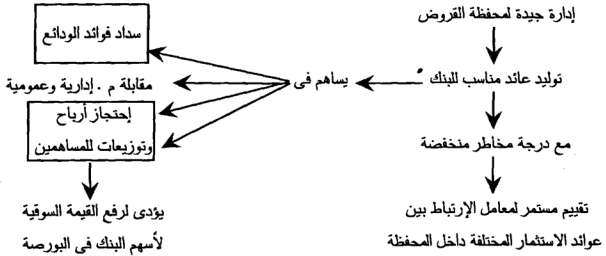 إدارة جيدة لمحفظة القروض
توليد عائد مناسب للبنك
مع درجة مخاطر منخفضة
تقييم مستمر لمعامل الإرتباط بين
عوائد الاستثمار المختلفة داخل المحفظة
يساهم فى
سداد فوائد الودائع
مقابلة م . إدارية وعمومية
إحتجاز أرباح
وتوزيعات للمساهمين
يؤدى لرفع القيمة السوقية
لأسهم البنك فى البورصة